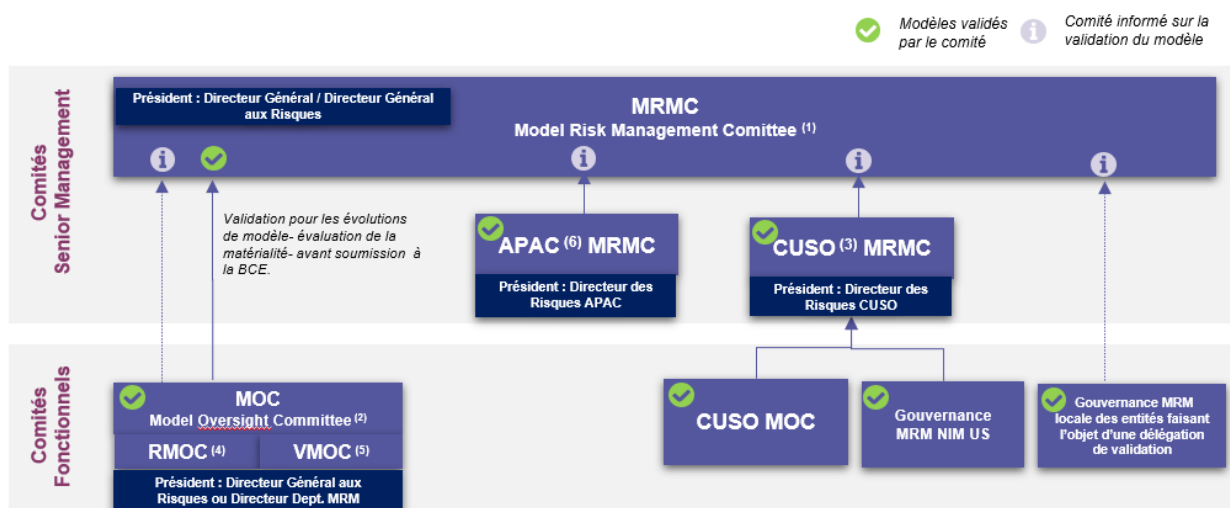 Modèles validés
par le comité
Comité informé sur la
validation du modèle
Comités
Senior Management
Président : Directeur Général / Directeur Général
aux Risques
MRMC
Model Risk Management Comittee (1)
Validation pour les évolutions
de modèle- évaluation de la
matérialité- avant soumission à
la BCE.
APAC (6) MRMC
Président : Directeur des
Risques APAC
CUSO (3) MRMC
Président : Directeur des
Risques CUSO
Comités
Fonctionnels
MOC
Model Oversight Committee (2)
RMOC (4)
VMOC (5)
Président : Directeur Général aux
Risques ou Directeur Dept. MRM
CUSO MOC
Gouvernance
MRM NIM US
Gouvernance MRM
locale des entités faisant
l'objet d'une délégation
de validation